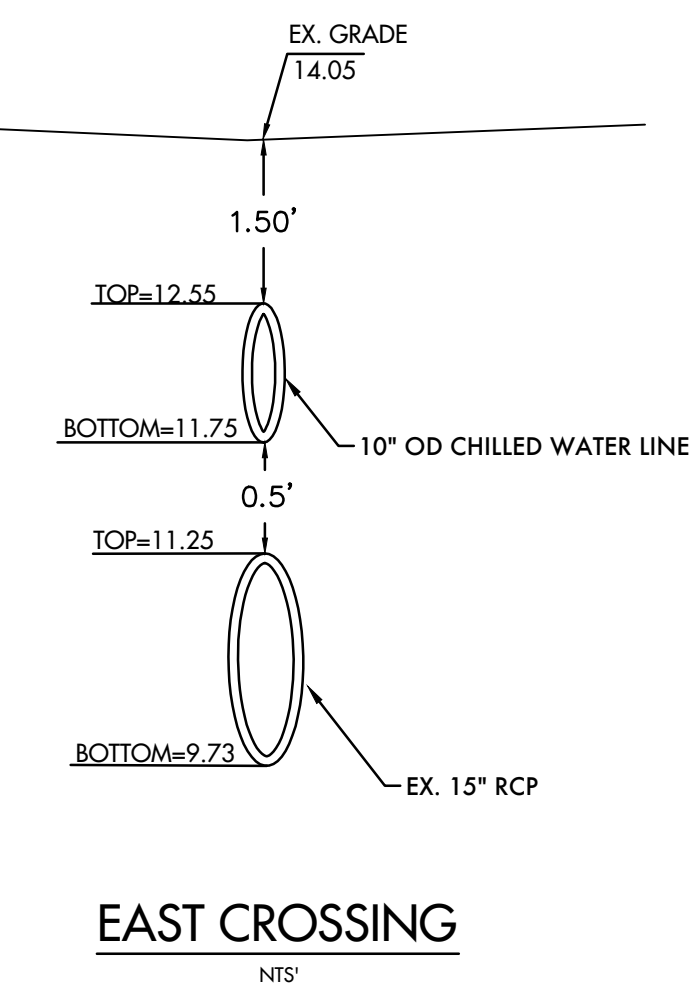 EX. GRADE
14.05
1.50'
TOP=12.55
BOTTOM=11.75
10" OD CHILLED WATER LINE
0.5'
TOP=11.25
BOTTOM=9.73
EX. 15" RCP
EAST CROSSING
NTS'